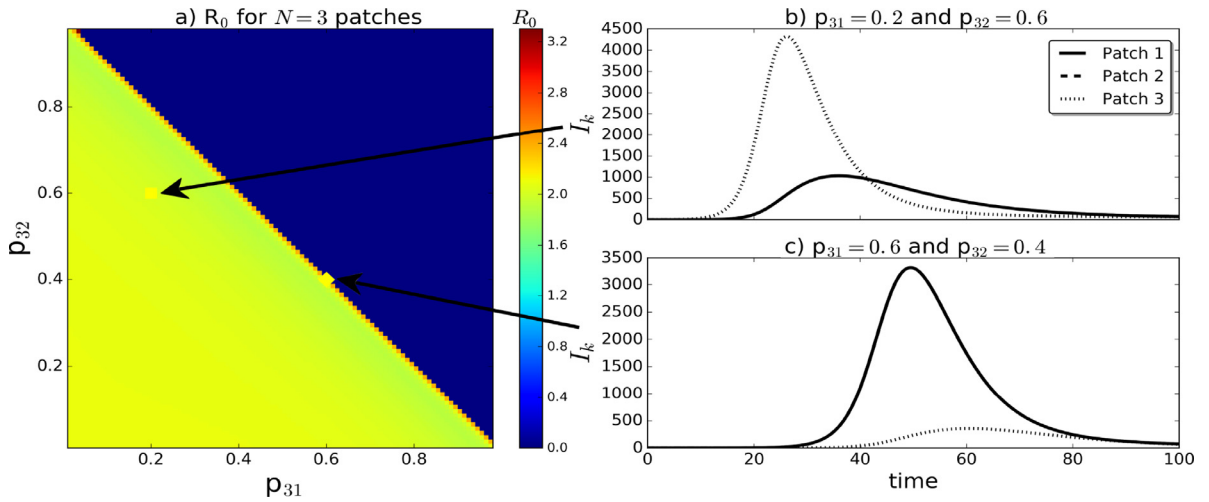 a) R₀ for N = 3 patches
R₀
0.8
0.6
0.4
0.2
p₃₂
0.2 0.4 0.6 0.8
p₃₁
3.2
2.8
2.4
2.0
1.6
1.2
0.8
0.4
0.0
b) p₃₁ = 0.2 and p₃₂ = 0.6
4500
4000
3500
3000
2500
2000
1500
1000
500
0
Iₖ
Patch 1
Patch 2
Patch 3
c) p₃₁ = 0.6 and p₃₂ = 0.4
3500
3000
2500
2000
1500
1000
500
0
Iₖ
0 20 40 60 80 100
time